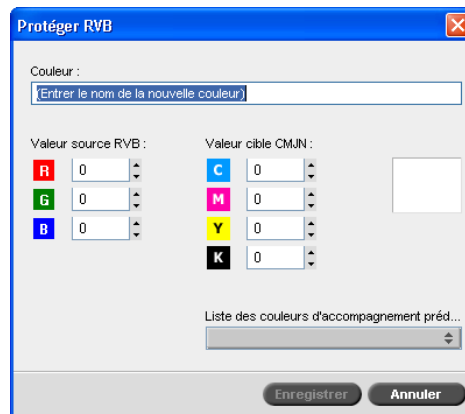 Protéger RVB
Couleur :
(Entrer le nom de la nouvelle couleur)
Valeur source RVB : Valeur cible CMJN :
R 0 C 0
G 0 M 0
B 0 Y 0
K 0
Liste des couleurs d'accompagnement préd...
Enregistrer Annuler